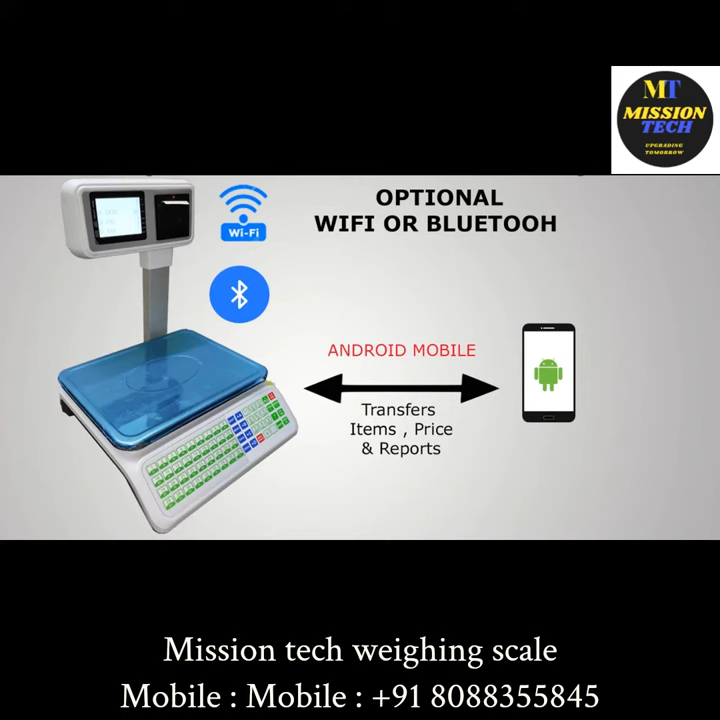 MT
MISSION
TECH
UPGRADING
TOMORROW
OPTIONAL
WIFI OR BLUETOOH
Wi-Fi
ANDROID MOBILE
Transfers
Items , Price
& Reports
Mission tech weighing scale
Mobile : Mobile : +91 8088355845